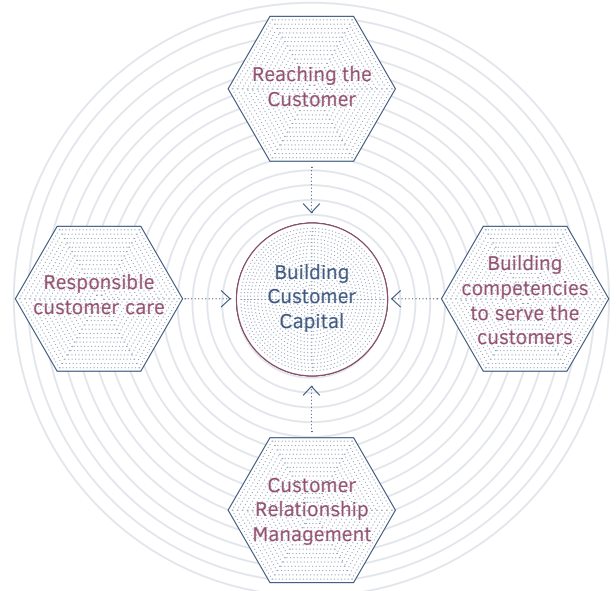 Reaching the
Customer
Responsible
customer care
Building
Customer
Capital
Building
competencies
to serve the
customers
Customer
Relationship
Management